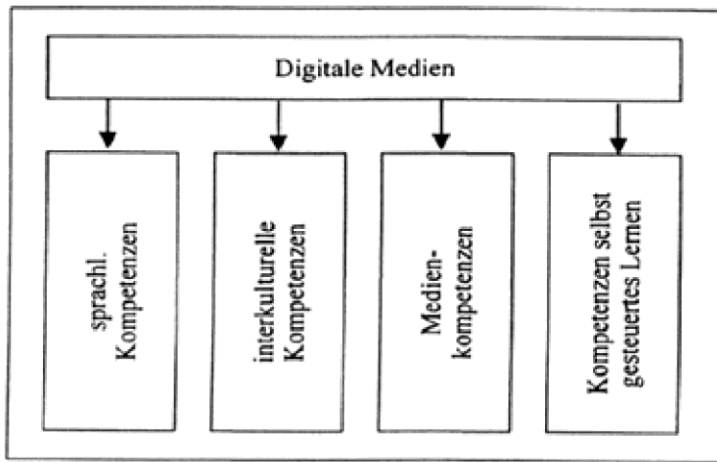 Digitale Medien
sprachl.
Kompetenzen
interkulturelle
Kompetenzen
Medien-
kompetenzen
Kompetenzen selbst
gesteuertes Lernen